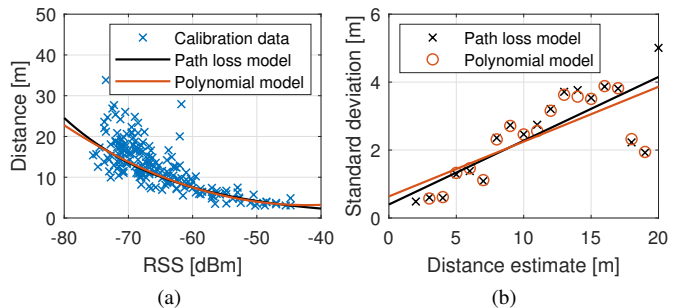 Calibration data
Path loss model
Polynomial model
50
40
30
20
10
0
-80
-70
-60
-50
-40
Distance [m]
RSS [dBm]
(a)
Path loss model
Polynomial model
6
4
2
0
0
5
10
15
20
Standard deviation [m]
Distance estimate [m]
(b)